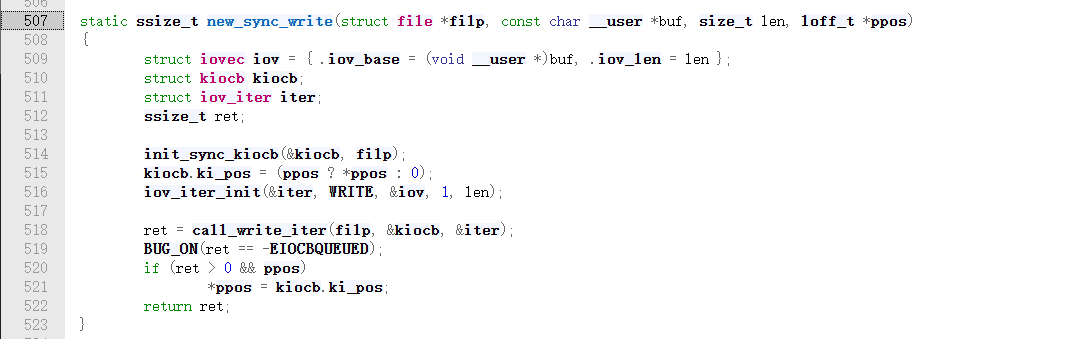 506
507 static ssize_t new_sync_write(struct file *filp, const char __user *buf, size_t len, loff_t *ppos)
508 {
509 struct iovec iov = { .iov_base = (void __user *)buf, .iov_len = len };
510 struct kiocb kiocb;
511 struct iov_iter iter;
512 ssize_t ret;
513
514 init_sync_kiocb(&kiocb, filp);
515 kiocb.ki_pos = (ppos ? *ppos : 0);
516 iov_iter_init(&iter, WRITE, &iov, 1, len);
517
518 ret = call_write_iter(filp, &kiocb, &iter);
519 BUG_ON(ret == -EIOCBQUEUED);
520 if (ret > 0 && ppos)
521 *ppos = kiocb.ki_pos;
522 return ret;
523 }